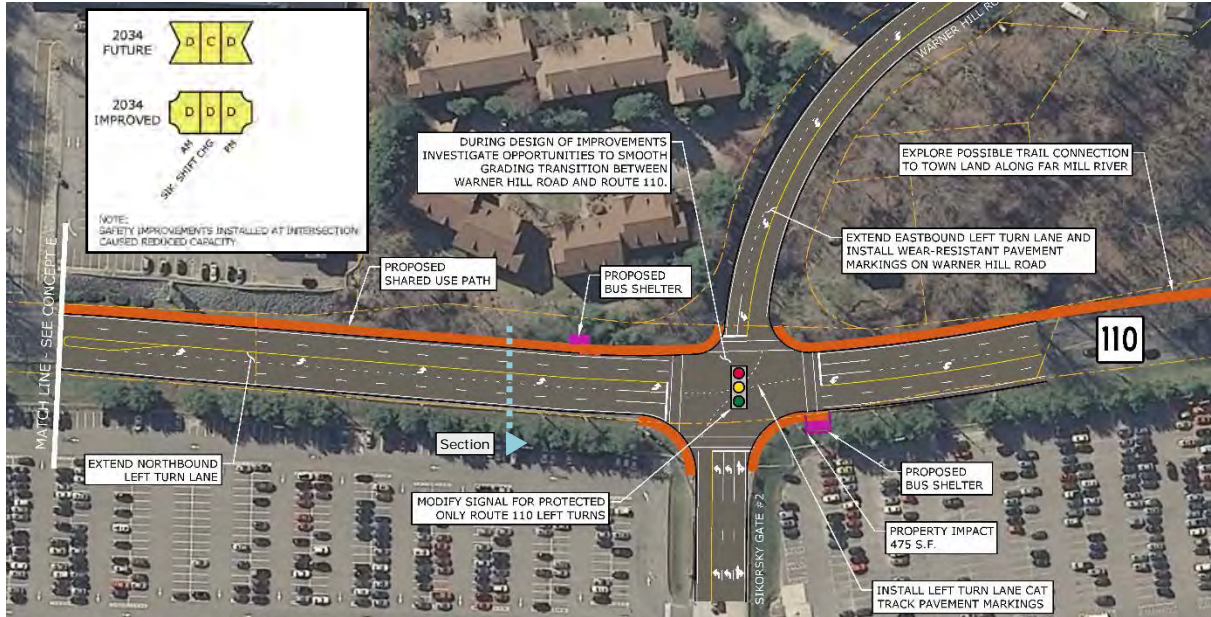 2034
FUTURE
D C D
2034
IMPROVED
D D D
AM
SIK. SHIFT CHG
PM
NOTE:
SAFETY IMPROVEMENTS INSTALLED AT INTERSECTION
CAUSED REDUCED CAPACITY
MATCH LINE - SEE CONCEPT E
PROPOSED
SHARED USE PATH
PROPOSED
BUS SHELTER
DURING DESIGN OF IMPROVEMENTS
INVESTIGATE OPPORTUNITIES TO SMOOTH
GRADING TRANSITION BETWEEN
WARNER HILL ROAD AND ROUTE 110.
WARNER HILL
EXPLORE POSSIBLE TRAIL CONNECTION
TO TOWN LAND ALONG FAR MILL RIVER
EXTEND EASTBOUND LEFT TURN LANE AND
INSTALL WEAR-RESISTANT PAVEMENT
MARKINGS ON WARNER HILL ROAD
110
Section
EXTEND NORTHBOUND
LEFT TURN LANE
MODIFY SIGNAL FOR PROTECTED
ONLY ROUTE 110 LEFT TURNS
SIKORSKY GATE #2
PROPOSED
BUS SHELTER
PROPERTY IMPACT
475 S.F.
INSTALL LEFT TURN LANE CAT
TRACK PAVEMENT MARKINGS